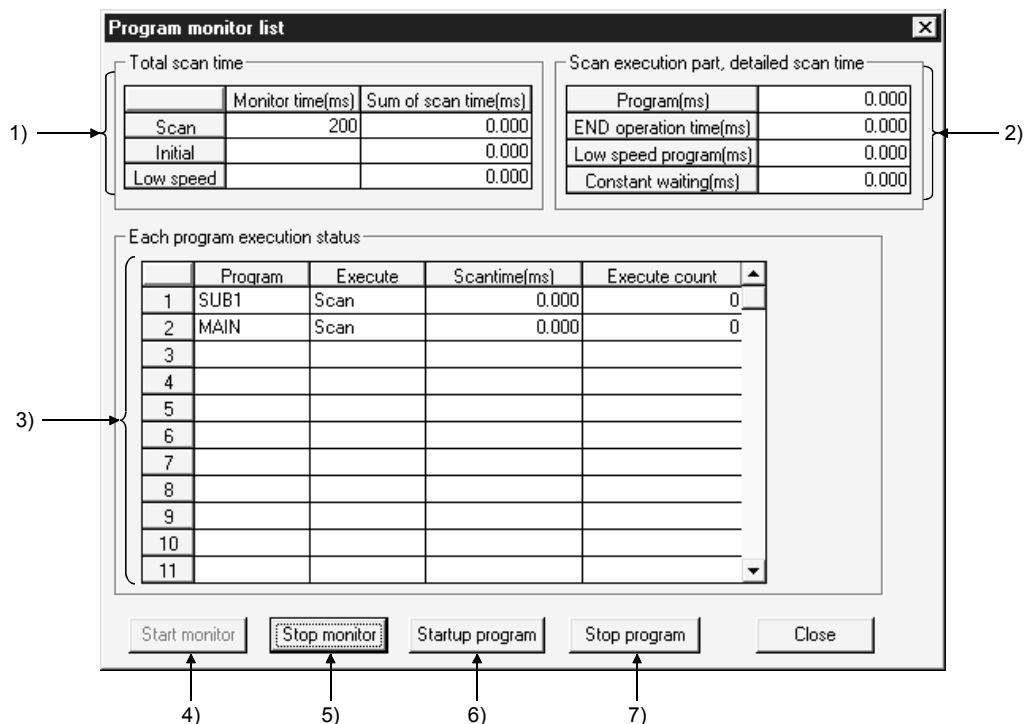 Program monitor list
Total scan time
Monitor time(ms) Sum of scan time(ms)
Scan 200 0.000
Initial 0.000
Low speed 0.000
1)
Scan execution part, detailed scan time
Program(ms) 0.000
END operation time(ms) 0.000
Low speed program(ms) 0.000
Constant waiting(ms) 0.000
2)
Each program execution status
Program Execute Scantime(ms) Execute count
1 SUB1 Scan 0.000 0
2 MAIN Scan 0.000 0
3
4
5
6
7
8
9
10
11
3)
Start monitor Stop monitor Startup program Stop program Close
4) 5) 6) 7)